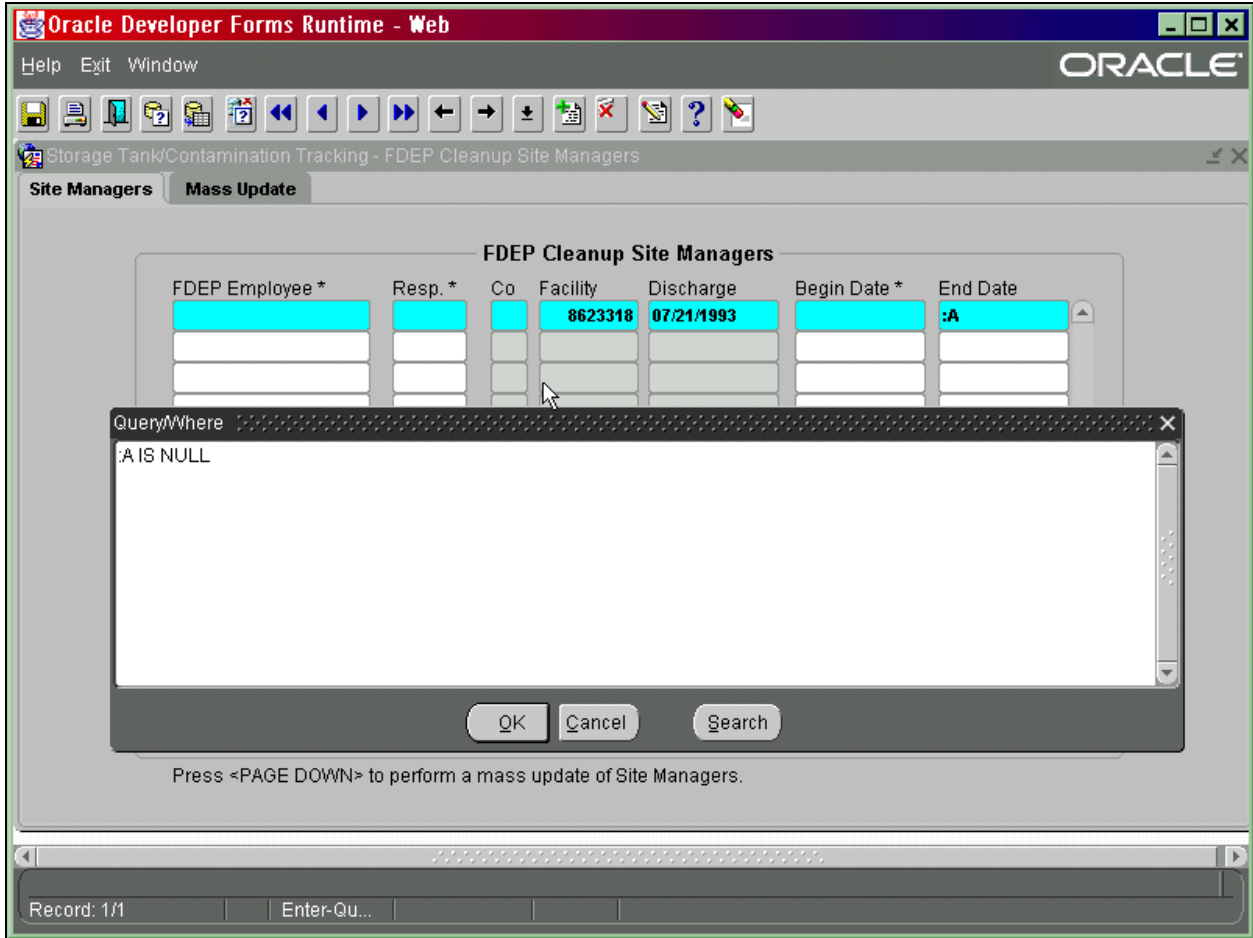 Oracle Developer Forms Runtime - Web
Help Exit Window
ORACLE
Storage Tank/Contamination Tracking - FDEP Cleanup Site Managers
Site Managers Mass Update
FDEP Cleanup Site Managers
FDEP Employee * Resp. * Co Facility Discharge Begin Date * End Date
8623318 07/21/1993 :A
Query/Where
:A IS NULL
OK Cancel Search
Press <PAGE DOWN> to perform a mass update of Site Managers.
Record: 1/1 Enter-Qu...